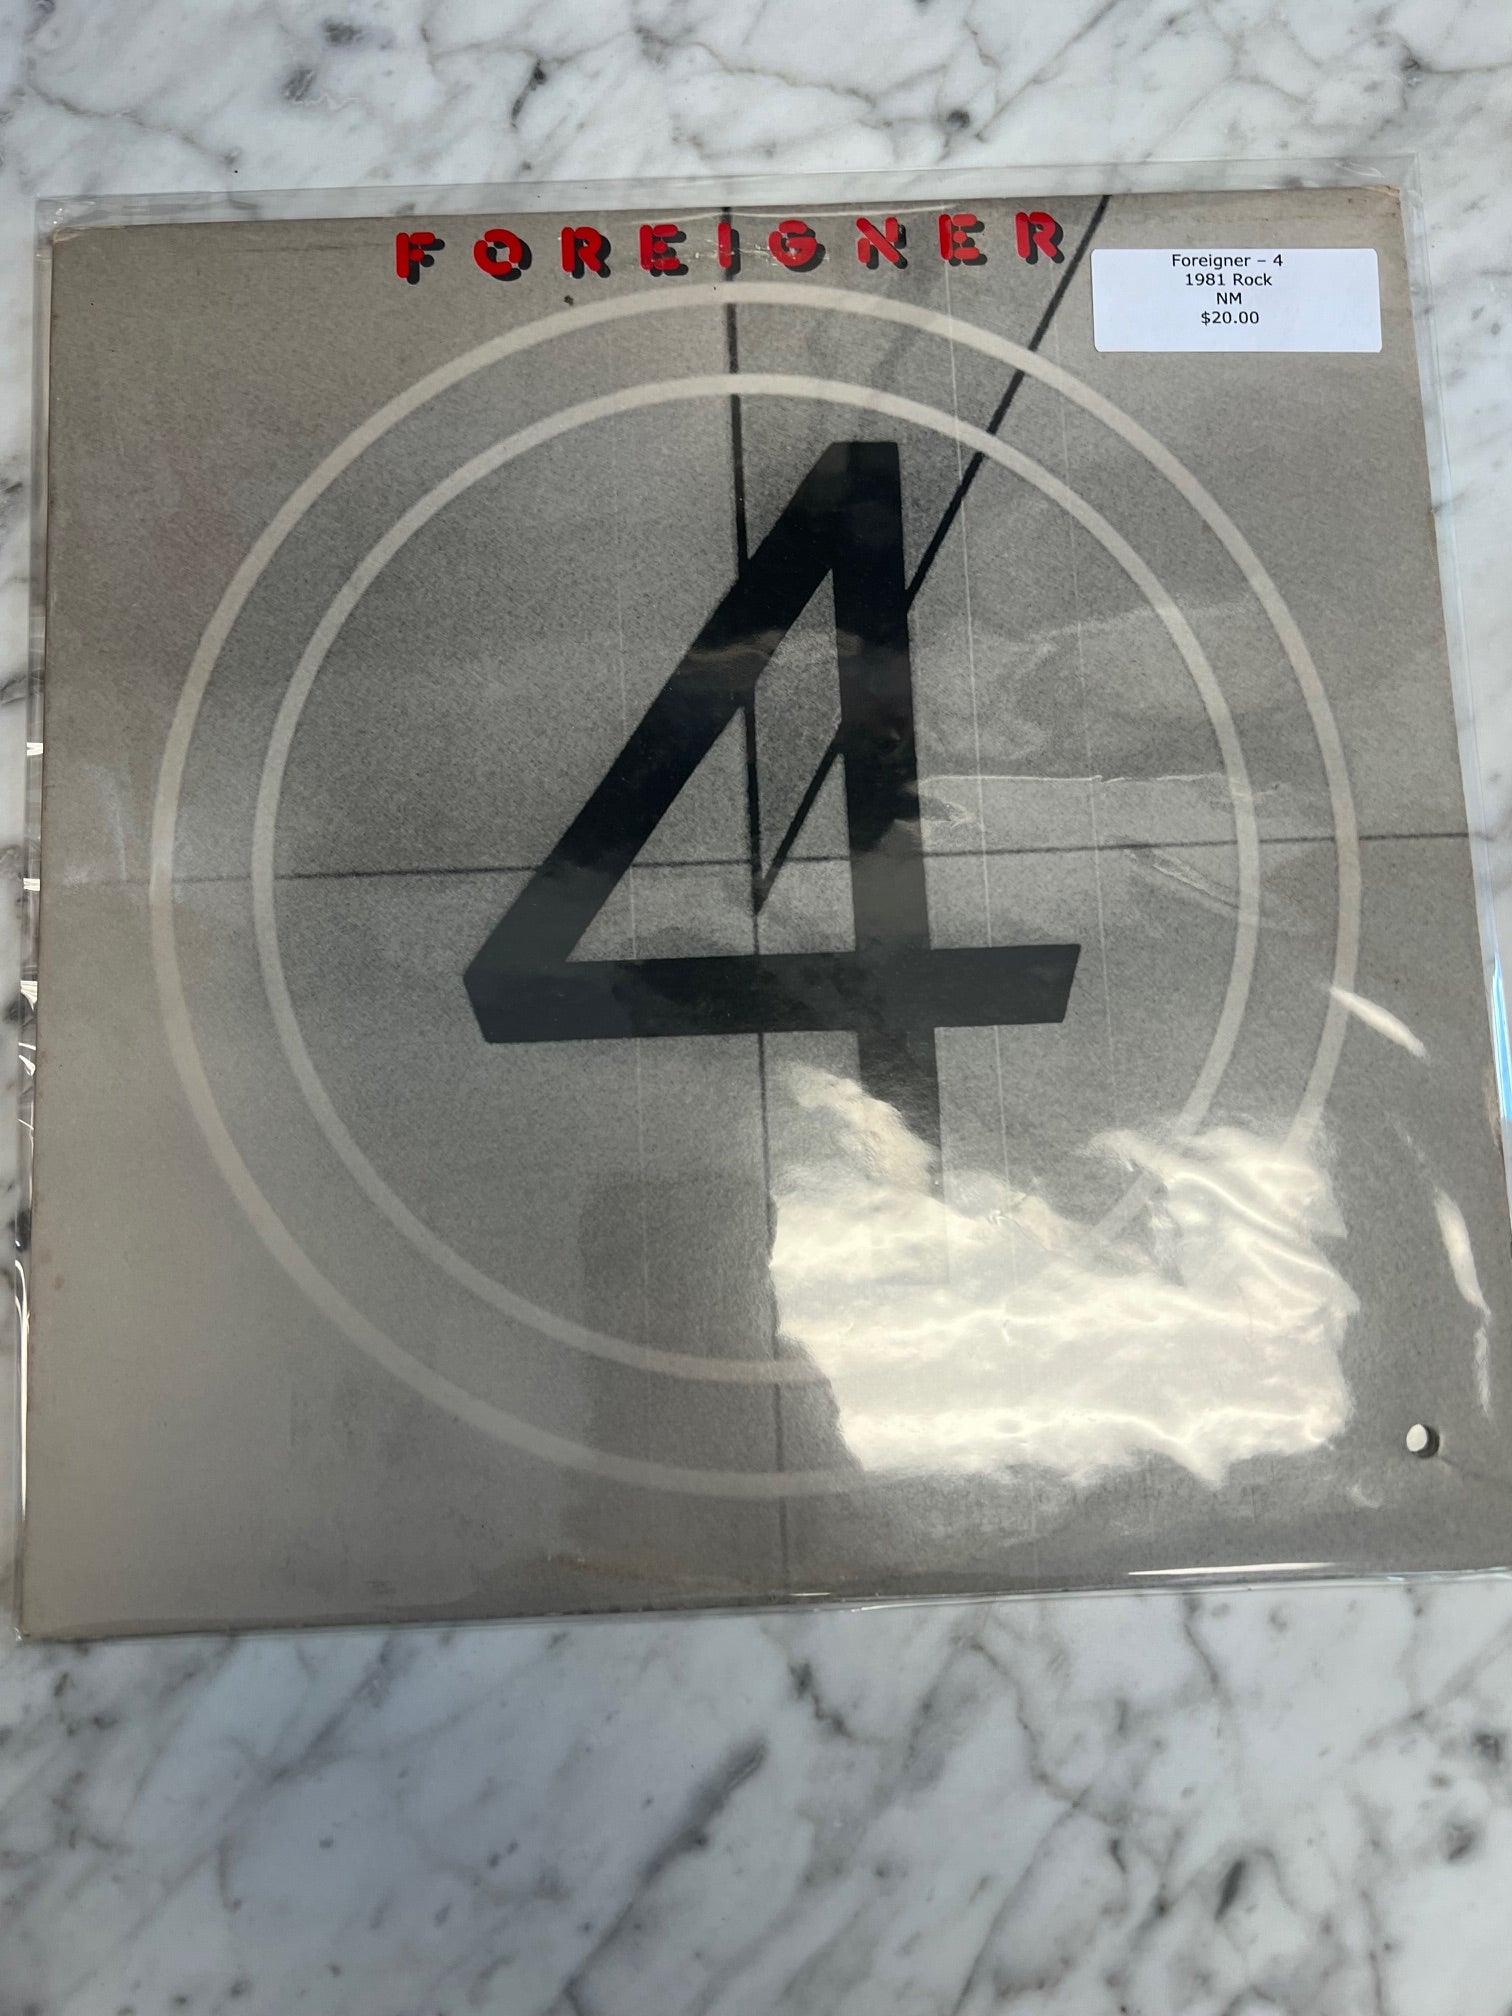 FOREIGNER
Foreigner – 4
1981 Rock
NM
$20.00
4